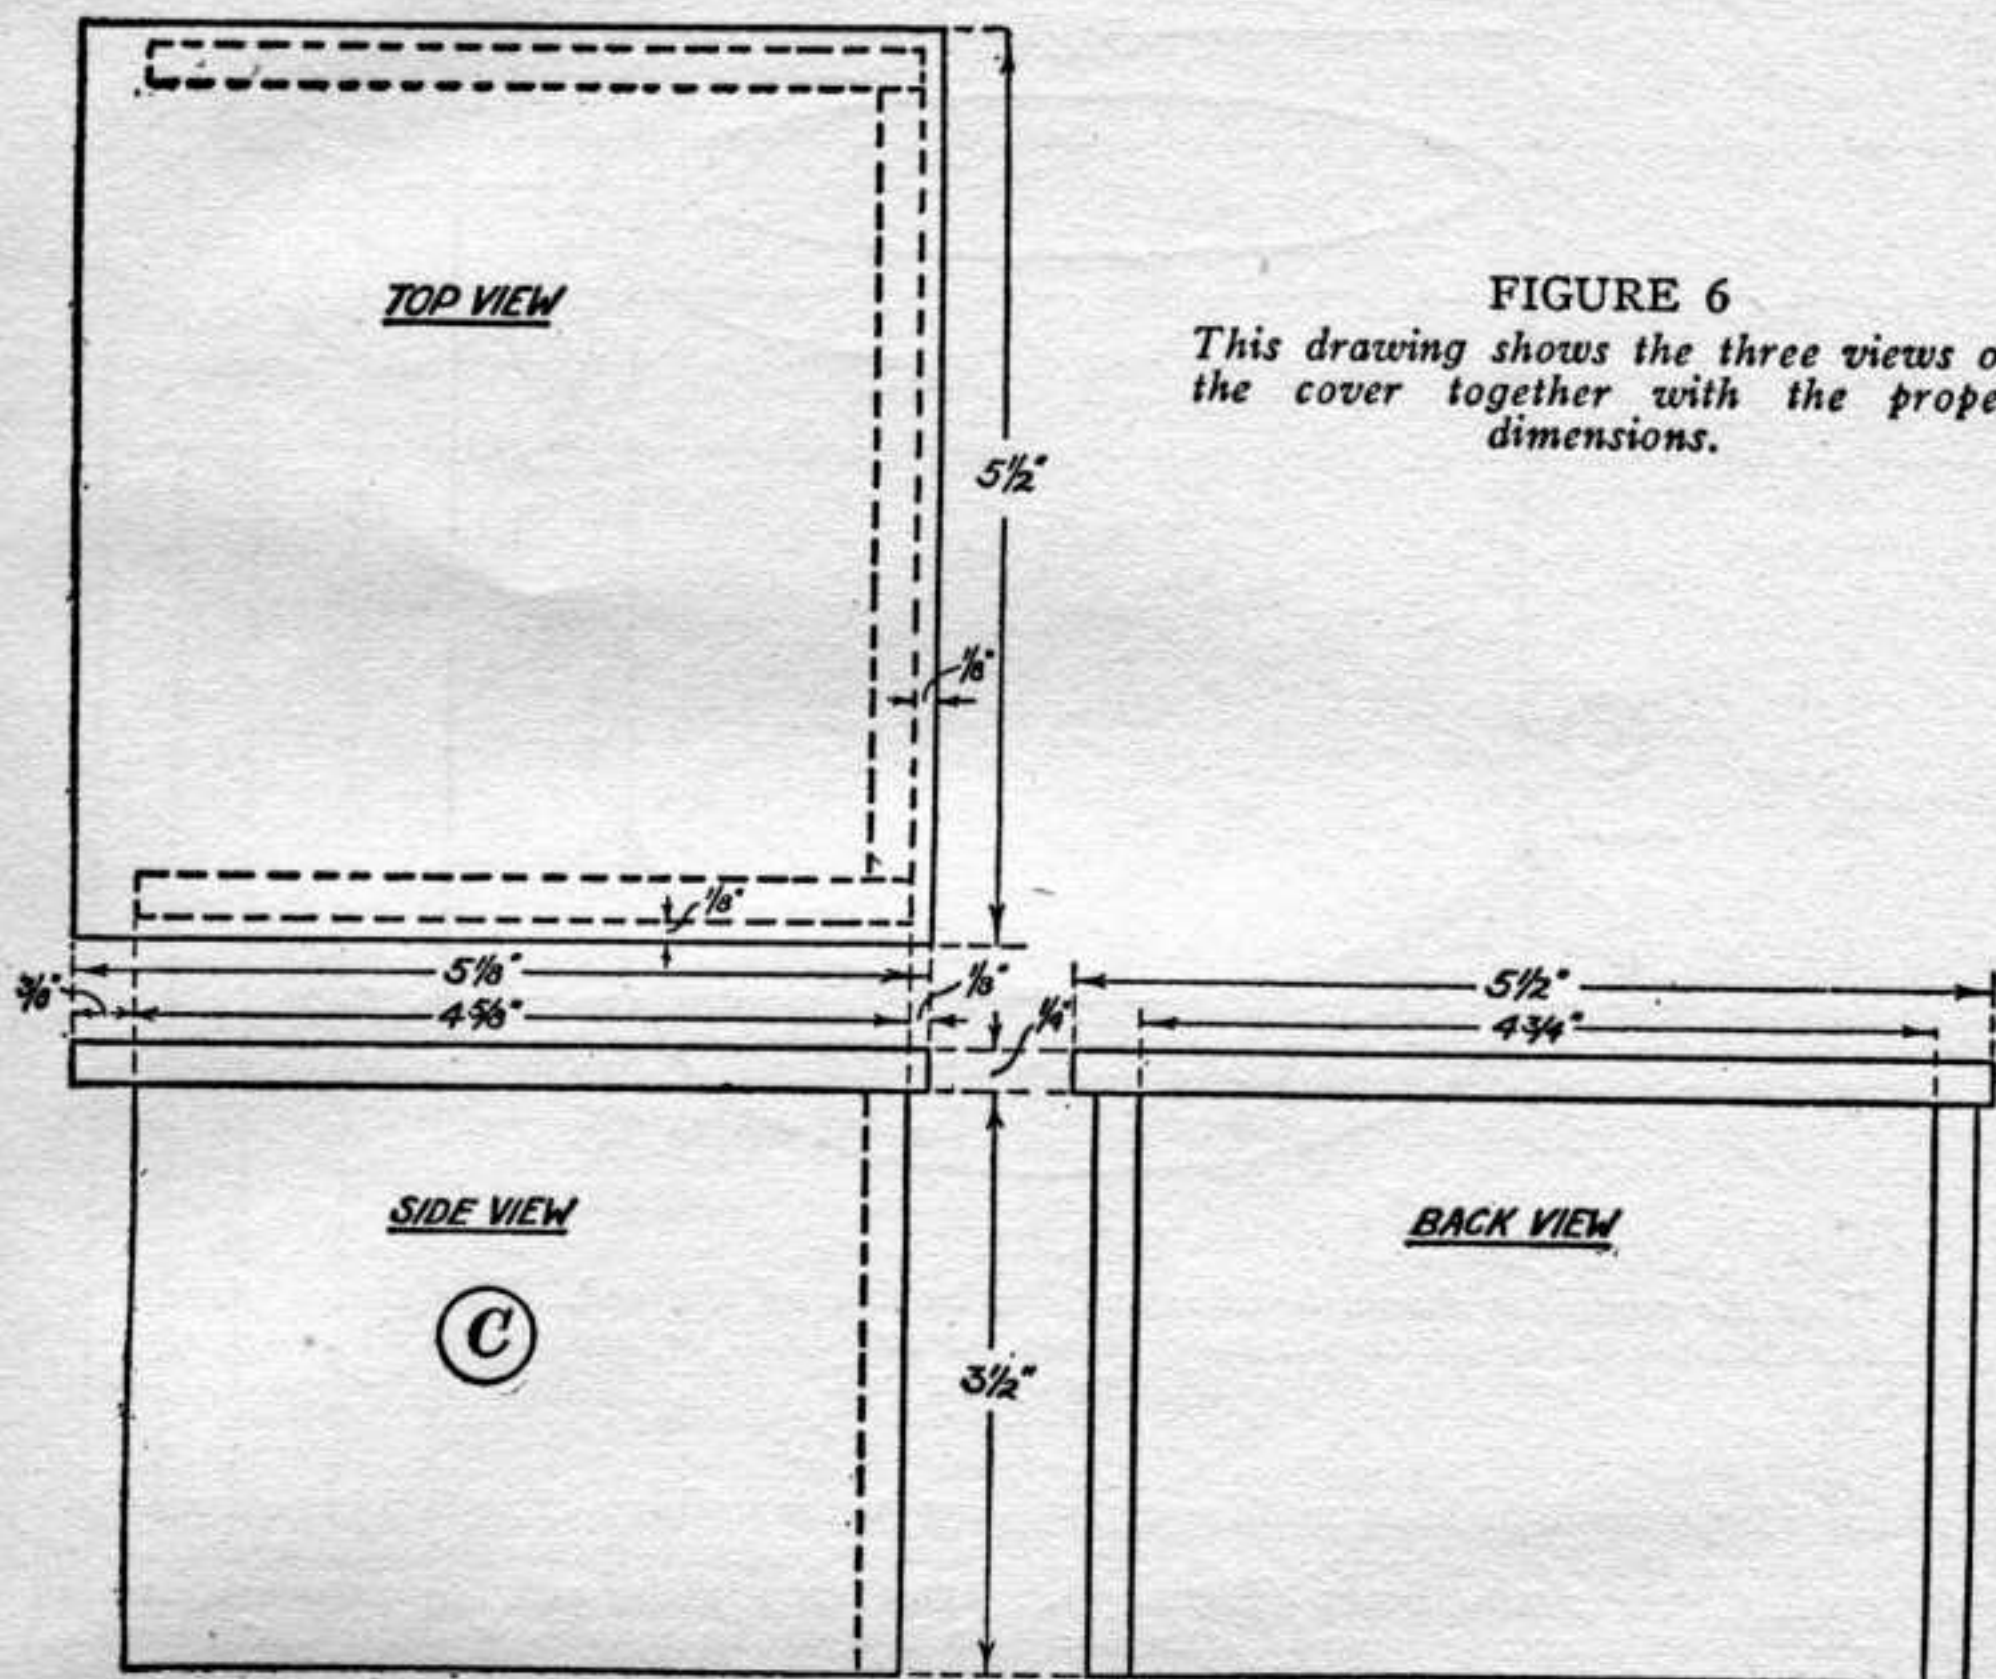 TOP VIEW
FIGURE 6
This drawing shows the three views o
the cover together with the prope
dimensions.
5½"
⅛"
⅛"
5⅛"
⅜"
4⅝"
⅛"
¼"
5½"
4¾"
SIDE VIEW
C
3½"
BACK VIEW